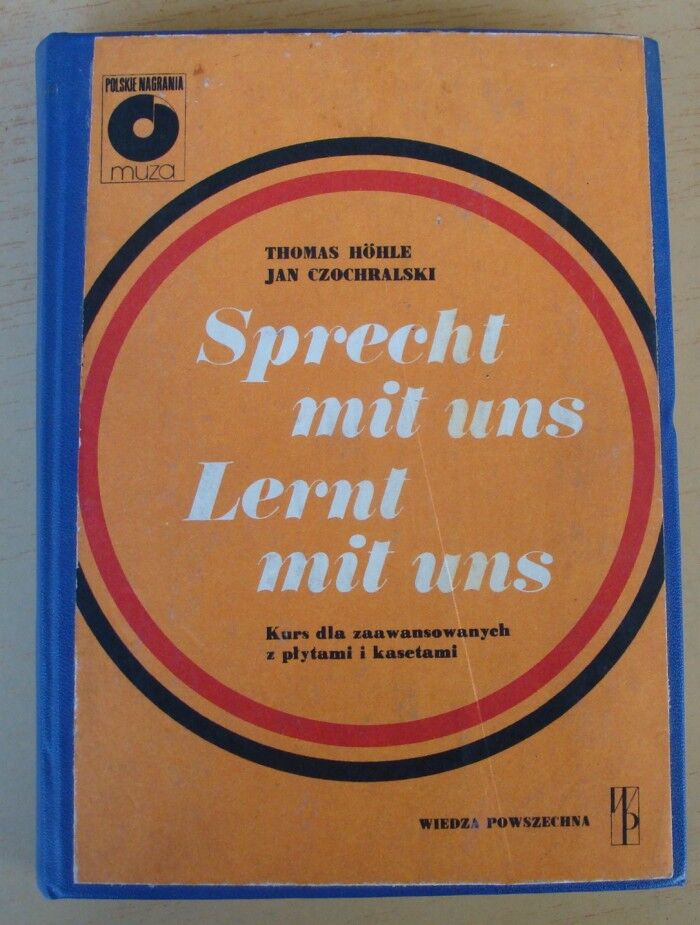 POLSKIE NAGRANIA
muza
THOMAS HÖHLE
JAN CZOCHRALSKI
Sprecht
mit uns
Lernt
mit uns
Kurs dla zaawansowanych
z płytami i kasetami
WIEDZA POWSZECHNA
WP